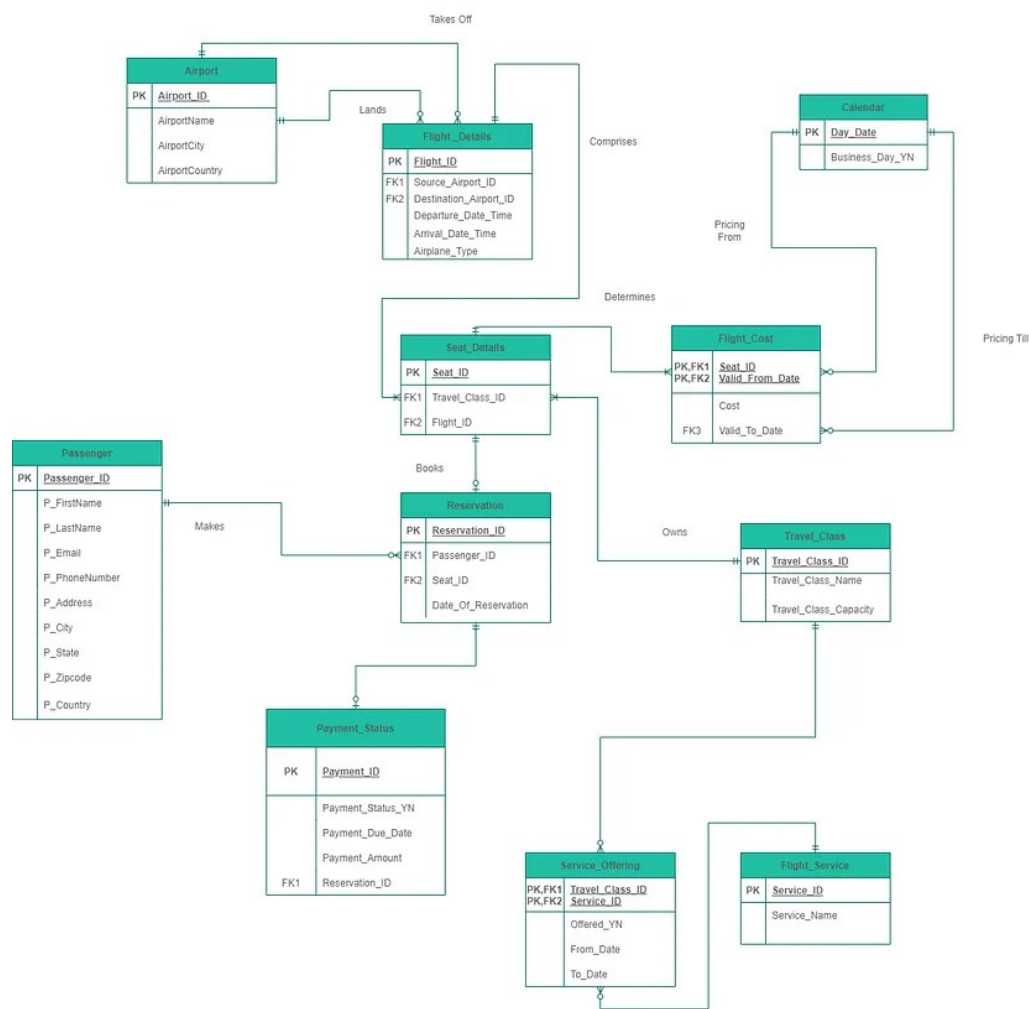 Takes Off
Airport
PK Airport_ID
AirportName
AirportCity
AirportCountry
Lands
Flight_Details
PK Flight_ID
FK1 Source_Airport_ID
FK2 Destination_Airport_ID
Departure_Date_Time
Arrival_Date_Time
Airplane_Type
Comprises
Calendar
PK Day_Date
Business_Day_YN
Pricing
From
Pricing Till
Determines
Seat_Details
PK Seat_ID
FK1 Travel_Class_ID
FK2 Flight_ID
Flight_Cost
PK,FK1 Seat_ID
PK,FK2 Valid_From_Date
Cost
FK3 Valid_To_Date
Passenger
PK Passenger_ID
P_FirstName
P_LastName
P_Email
P_PhoneNumber
P_Address
P_City
P_State
P_Zipcode
P_Country
Makes
Books
Reservation
PK Reservation_ID
FK1 Passenger_ID
FK2 Seat_ID
Date_Of_Reservation
Owns
Travel_Class
PK Travel_Class_ID
Travel_Class_Name
Travel_Class_Capacity
Payment_Status
PK Payment_ID
Payment_Status_YN
Payment_Due_Date
Payment_Amount
FK1 Reservation_ID
Service_Offering
PK,FK1 Travel_Class_ID
PK,FK2 Service_ID
Offered_YN
From_Date
To_Date
Flight_Service
PK Service_ID
Service_Name